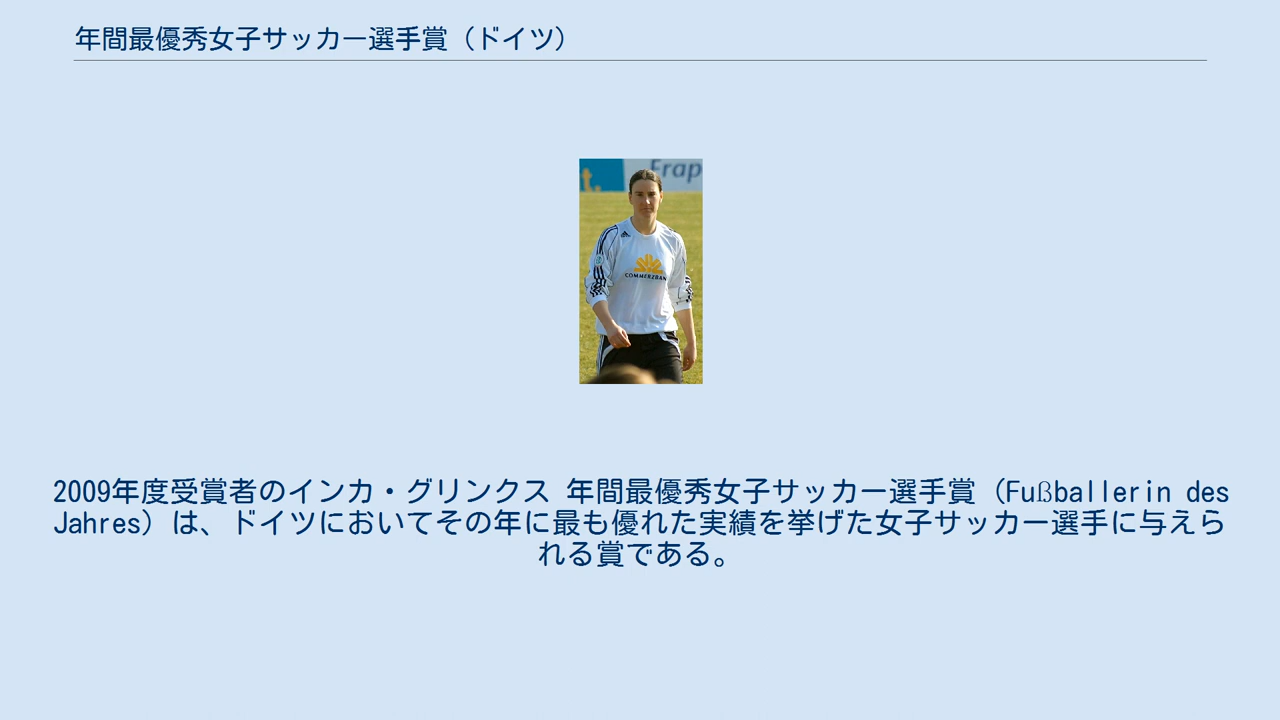 年間最優秀女子サッカー選手賞（ドイツ）
t.
Frap
COMMERZBAN
2009年度受賞者のインカ・グリンクス 年間最優秀女子サッカー選手賞（Fußballerin des
Jahres）は、ドイツにおいてその年に最も優れた実績を挙げた女子サッカー選手に与えら
れる賞である。